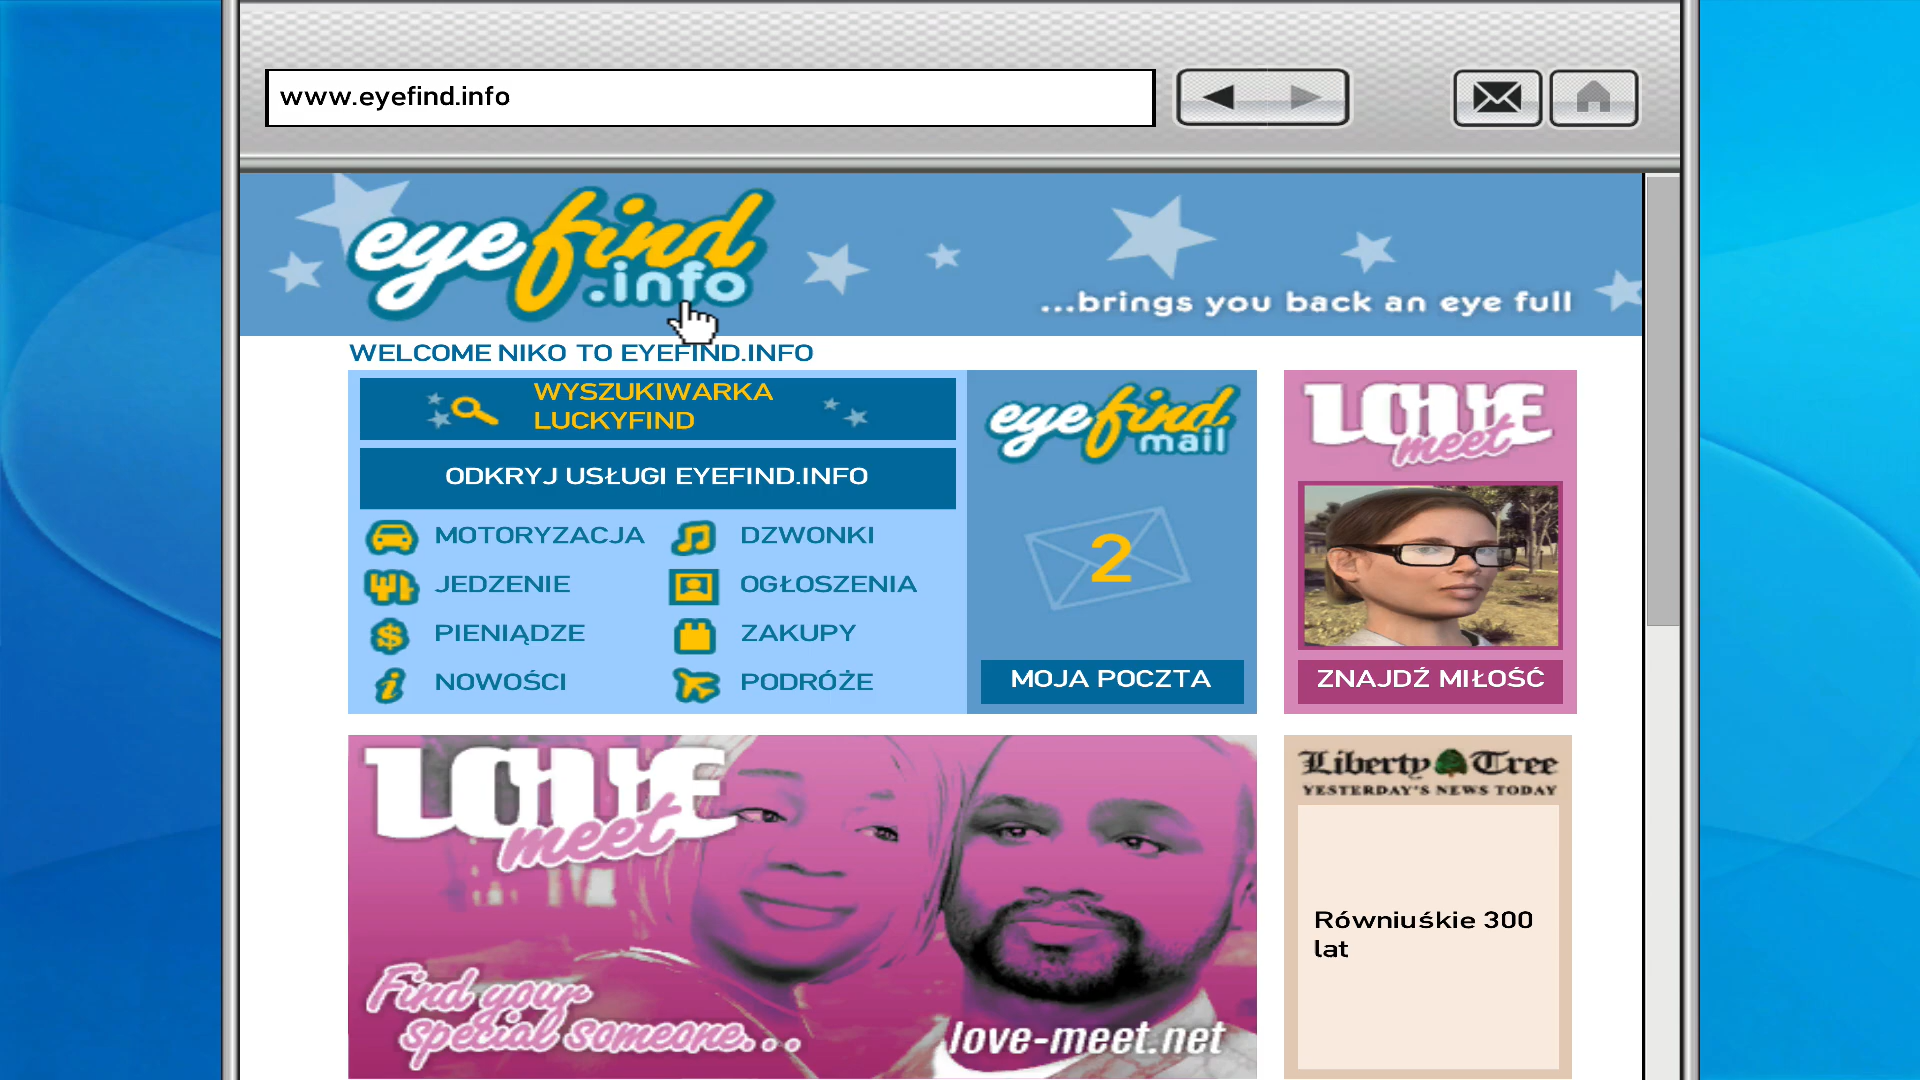 www.eyefind.info
eyefind
.info
...brings you back an eye full
WELCOME NIKO TO EYEFIND.INFO
WYSZUKIWARKA
LUCKYFIND
ODKRYJ USŁUGI EYEFIND.INFO
MOTORYZACJA
DZWONKI
JEDZENIE
OGŁOSZENIA
PIENIĄDZE
ZAKUPY
NOWOŚCI
PODRÓŻE
eyefind
mail
2
MOJA POCZTA
LOVE
meet
ZNAJDŹ MIŁOŚĆ
LOVE
meet
Find your
special someone...
love-meet.net
Liberty Tree
YESTERDAY'S NEWS TODAY
Równiuśkie 300
lat